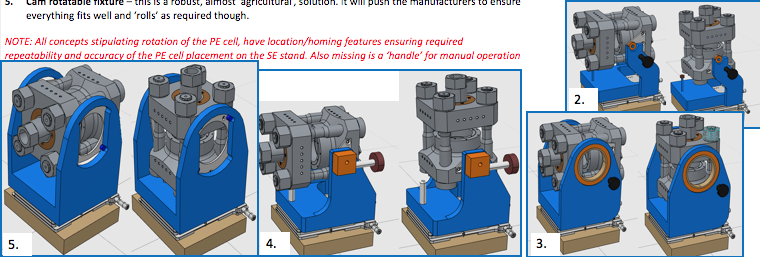 5. Cam rotatable fixture – this is a robust, almost 'agricultural', solution. It will push the manufacturers to ensure
everything fits well and 'rolls' as required though.
NOTE: All concepts stipulating rotation of the PE cell, have location/homing features ensuring required
repeatability and accuracy of the PE cell placement on the SE stand. Also missing is a 'handle' for manual operation
2.
5.
4.
3.